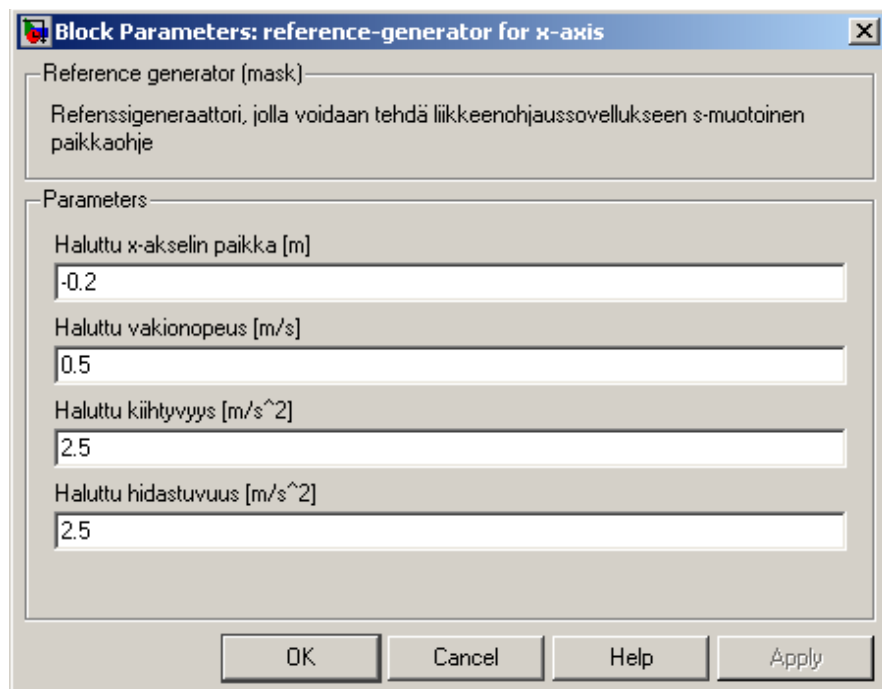 Block Parameters: reference-generator for x-axis
Reference generator (mask)
Refenssigeneraattori, jolla voidaan tehdä liikkeenohjaussovellukseen s-muotoinen
paikkaohje
Parameters
Haluttu x-akselin paikka [m]
-0.2
Haluttu vakionopeus [m/s]
0.5
Haluttu kiihtyvyys [m/s^2]
2.5
Haluttu hidastuvuus [m/s^2]
2.5
OK Cancel Help Apply